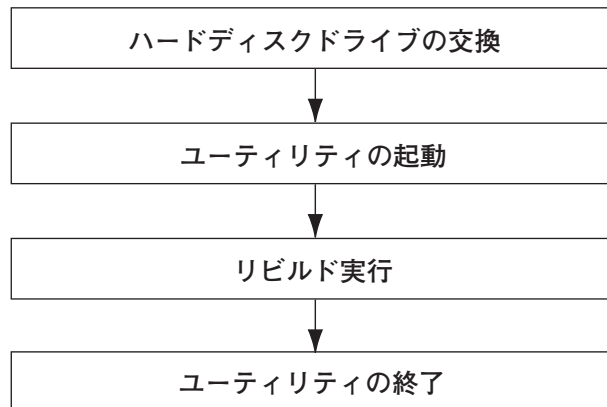 ハードディスクドライブの交換
ユーティリティの起動
リビルド実行
ユーティリティの終了